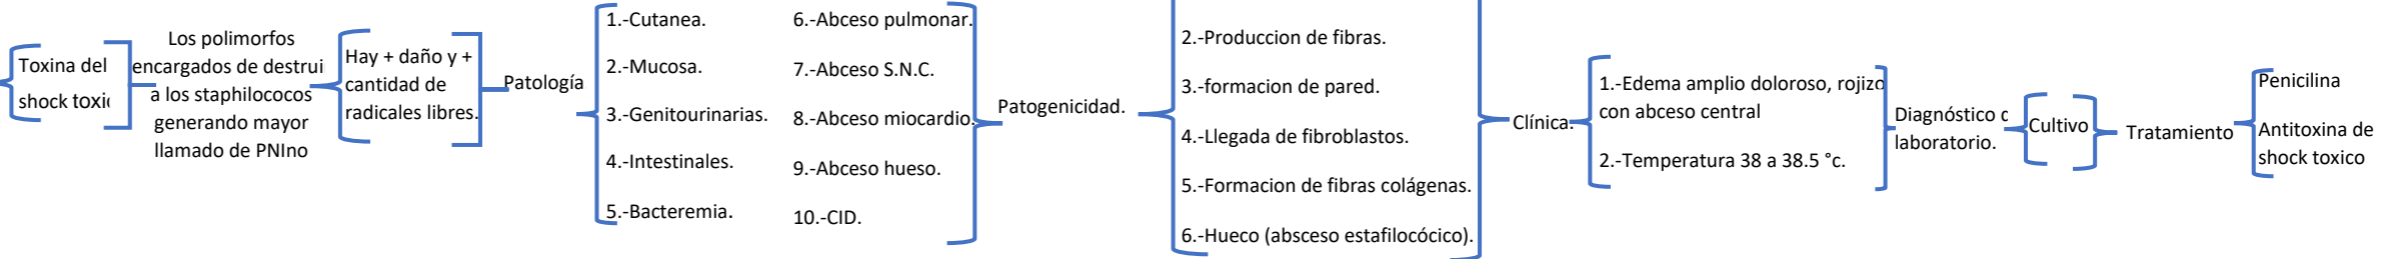 Toxina del
shock toxi
Los polimorfos
encargados de destrui
a los staphilococos
generando mayor
llamado de PNIno
Hay + daño y +
cantidad de
radicales libres.
Patología
1.-Cutanea.
2.-Mucosa.
3.-Genitourinarias.
4.-Intestinales.
5.-Bacteremia.
6.-Abceso pulmonar.
7.-Abceso S.N.C.
8.-Abceso miocardio.
9.-Abceso hueso.
10.-CID.
Patogenicidad.
2.-Produccion de fibras.
3.-formacion de pared.
4.-Llegada de fibroblastos.
5.-Formacion de fibras colágenas.
6.-Hueco (absceso estafilocócico).
Clínica.
1.-Edema amplio doloroso, rojizo
con abceso central
2.-Temperatura 38 a 38.5 °c.
Diagnóstico
laboratorio.
Cultivo
Tratamiento
Penicilina
Antitoxina de
shock toxico